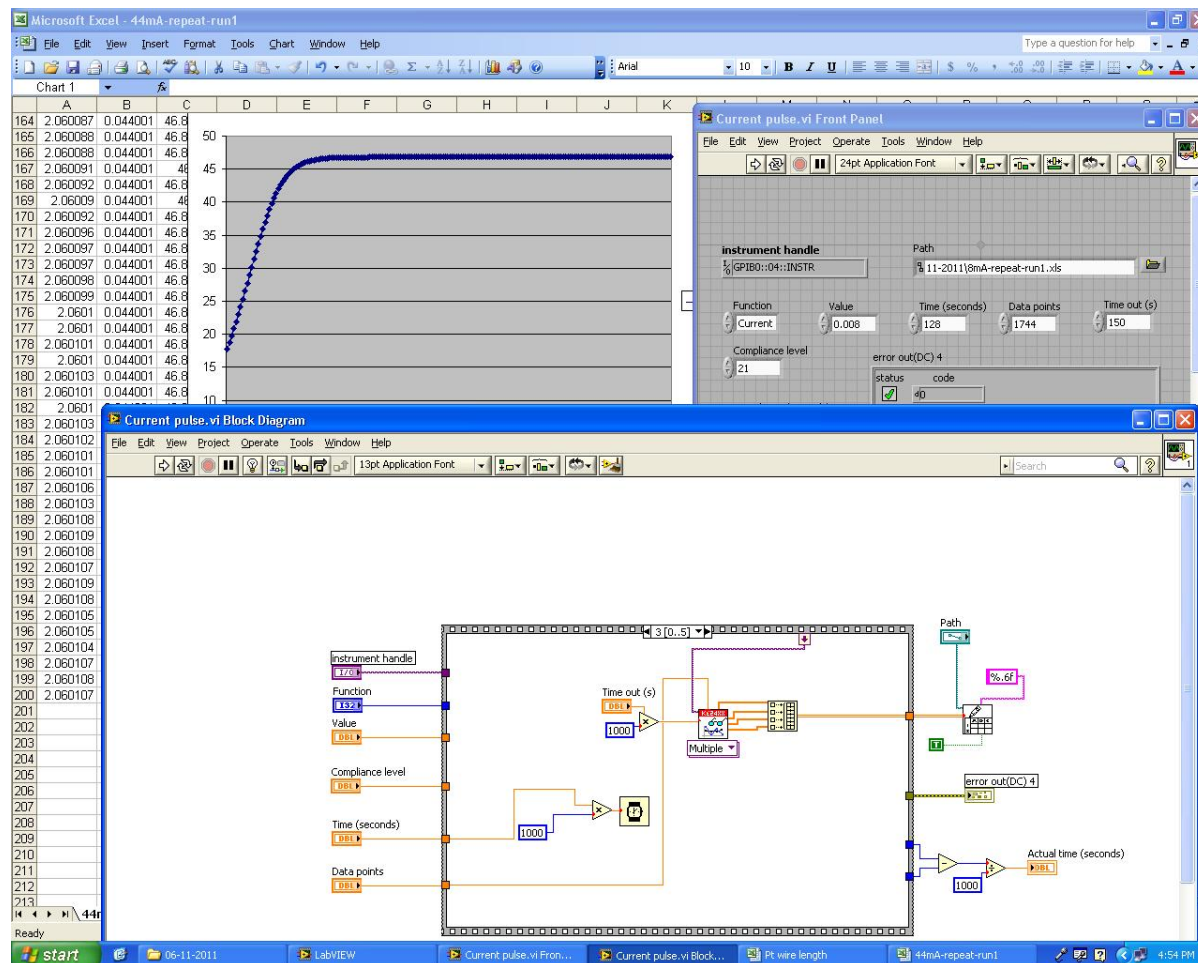 Microsoft Excel - 44mA-repeat-run1
File Edit View Insert Format Tools Chart Window Help
Type a question for help
Arial 10 B I U $ % ,
Chart 1 fx
A B C D E F G H I J K
164 2.060087 0.044001 46.8
165 2.060088 0.044001 46.8
166 2.060088 0.044001 46.8
167 2.060091 0.044001 46
168 2.060092 0.044001 46.8
169 2.06009 0.044001 46
170 2.060092 0.044001 46.8
171 2.060096 0.044001 46.8
172 2.060097 0.044001 46.8
173 2.060097 0.044001 46.8
174 2.060098 0.044001 46.8
175 2.060099 0.044001 46.8
176 2.0601 0.044001 46.8
177 2.0601 0.044001 46.8
178 2.060101 0.044001 46.8
179 2.0601 0.044001 46.8
180 2.060103 0.044001 46.8
181 2.060101 0.044001 46.8
182 2.0601
183 2.060103
184 2.060102
185 2.060101
186 2.060101
187 2.060106
188 2.060103
189 2.060108
190 2.060109
191 2.060108
192 2.060107
193 2.060109
194 2.060108
195 2.060105
196 2.060105
197 2.060104
198 2.060107
199 2.060108
200 2.060107
201
202
203
204
205
206
207
208
209
210
211
212
213
50
45
40
35
30
25
20
15
10
Current pulse.vi Front Panel
File Edit View Project Operate Tools Window Help
24pt Application Font
instrument handle
GPIB0::04::INSTR
Path
11-2011\8mA-repeat-run1.xls
Function Value Time (seconds) Data points Time out (s)
Current 0.008 128 1744 150
Compliance level
21
error out(DC) 4
status code
d0
Current pulse.vi Block Diagram
File Edit View Project Operate Tools Window Help
13pt Application Font
Search
3 [0..5]
instrument handle
I/O
Function
I32
Value
DBL
Compliance level
DBL
Time (seconds)
DBL
Data points
DBL
1000
Time out (s)
DBL
1000
Ke24XX
Multiple
Path
%.6f
T
error out(DC) 4
1000
Actual time (seconds)
DBL
Ready
start 06-11-2011 LabVIEW Current pulse.vi Fron... Current pulse.vi Block... Pt wire length 44mA-repeat-run1 4:54 PM